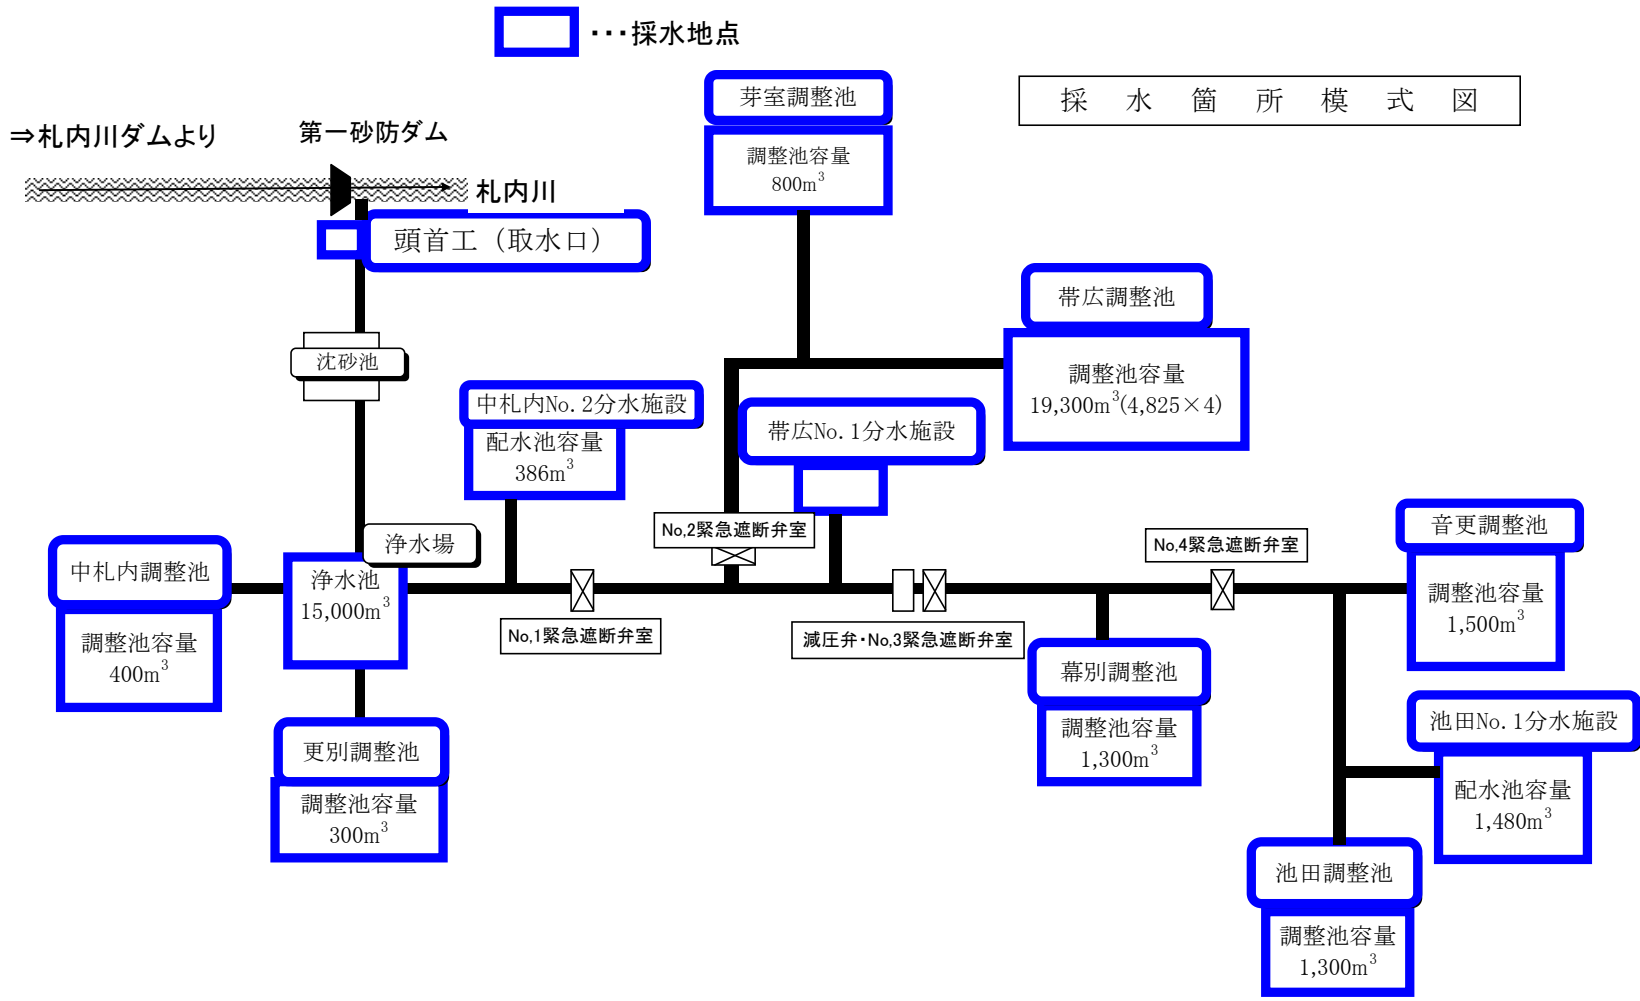 ・・・採水地点
採水箇所模式図
⇒札内川ダムより
第一砂防ダム
札内川
頭首工（取水口）
沈砂池
芽室調整池
調整池容量
800m³
帯広調整池
調整池容量
19,300m³(4,825×4)
中札内No.2分水施設
配水池容量
386m³
帯広No.1分水施設
No,2緊急遮断弁室
浄水場
浄水池
15,000m³
中札内調整池
調整池容量
400m³
更別調整池
調整池容量
300m³
No,1緊急遮断弁室
減圧弁・No,3緊急遮断弁室
No,4緊急遮断弁室
幕別調整池
調整池容量
1,300m³
音更調整池
調整池容量
1,500m³
池田No.1分水施設
配水池容量
1,480m³
池田調整池
調整池容量
1,300m³